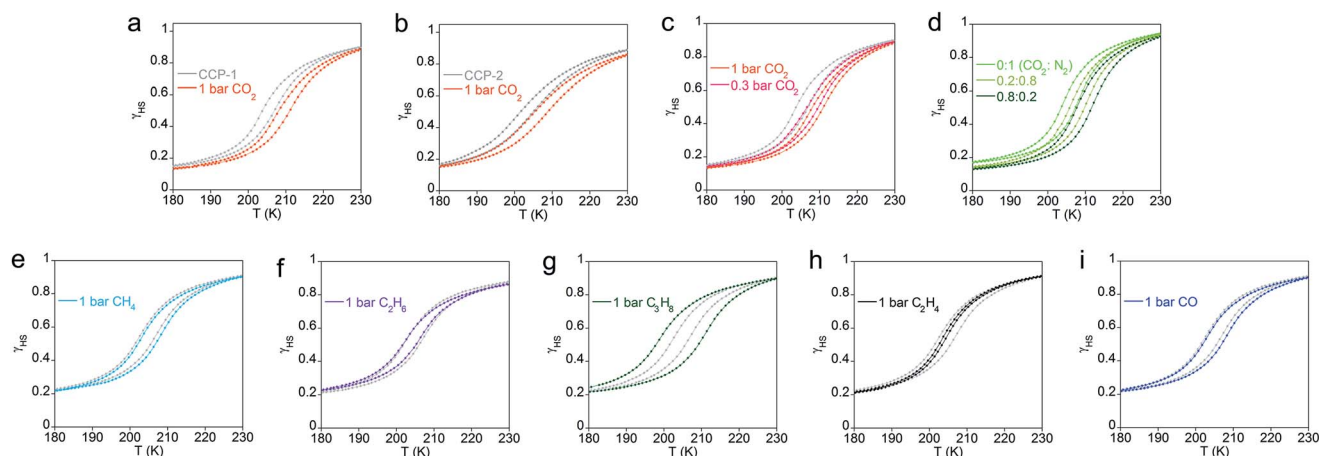 a
1
0.8
0.6
0.4
0.2
0
γHS
CCP-1
1 bar CO2
180 190 200 210 220 230
T (K)
b
1
0.8
0.6
0.4
0.2
0
γHS
CCP-2
1 bar CO2
180 190 200 210 220 230
T (K)
c
1
0.8
0.6
0.4
0.2
0
γHS
1 bar CO2
0.3 bar CO2
180 190 200 210 220 230
T (K)
d
1
0.8
0.6
0.4
0.2
0
γHS
0:1 (CO2: N2)
0.2:0.8
0.8:0.2
180 190 200 210 220 230
T (K)
e
1
0.8
0.6
0.4
0.2
0
γHS
1 bar CH4
180 190 200 210 220 230
T (K)
f
1
0.8
0.6
0.4
0.2
0
γHS
1 bar C2H6
180 190 200 210 220 230
T (K)
g
1
0.8
0.6
0.4
0.2
0
γHS
1 bar C3H8
180 190 200 210 220 230
T (K)
h
1
0.8
0.6
0.4
0.2
0
γHS
1 bar C2H4
180 190 200 210 220 230
T (K)
i
1
0.8
0.6
0.4
0.2
0
γHS
1 bar CO
180 190 200 210 220 230
T (K)